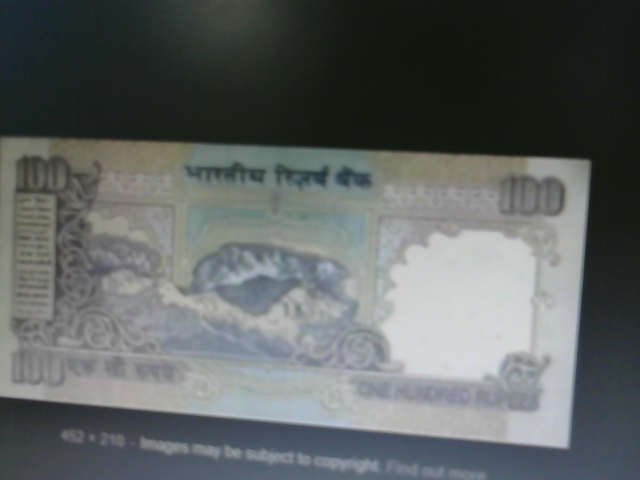 100 भारतीय रिज़र्व बैंक 100
100 एक सौ रुपये ONE HUNDRED RUPEES
452 × 210 - Images may be subject to copyright. Find out more